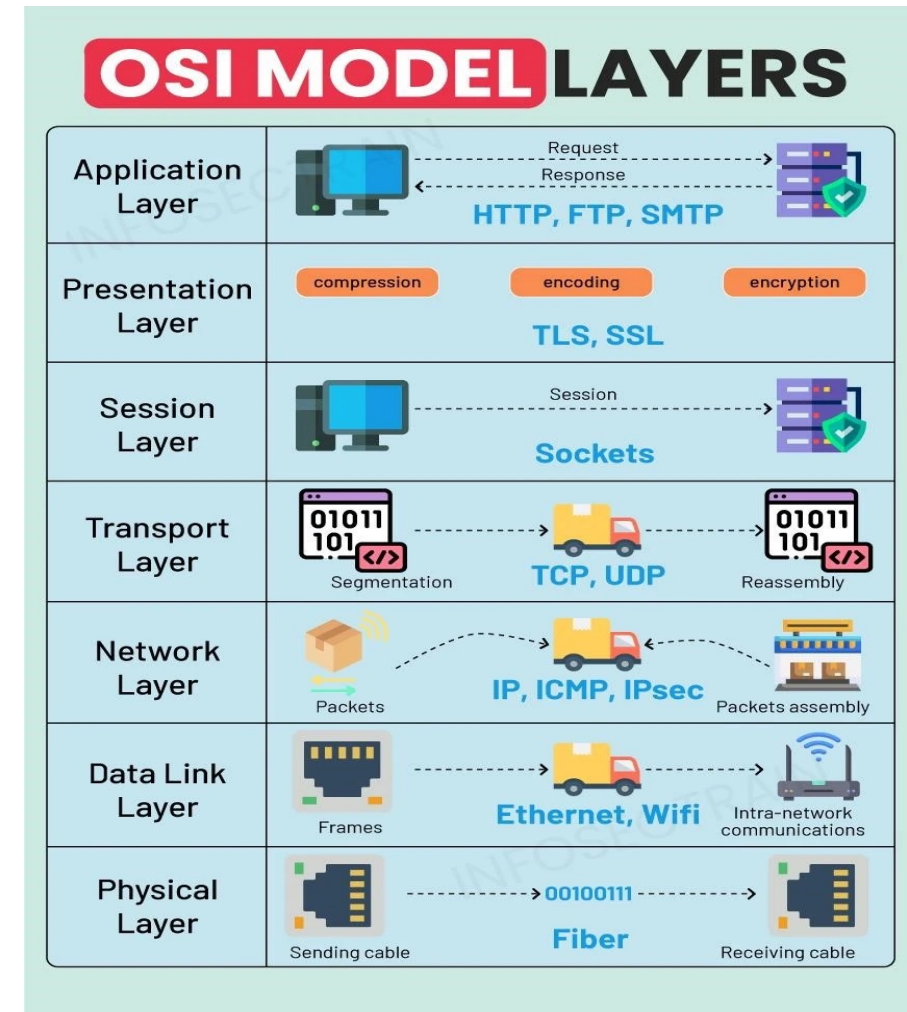 OSI MODEL LAYERS
Application
Layer
Request
Response
HTTP, FTP, SMTP
Presentation
Layer
compression
encoding
encryption
TLS, SSL
Session
Layer
Session
Sockets
Transport
Layer
01011
101
</>
Segmentation
TCP, UDP
01011
101
</>
Reassembly
Network
Layer
Packets
IP, ICMP, IPsec
Packets assembly
Data Link
Layer
Frames
Ethernet, Wifi
Intra-network
communications
Physical
Layer
Sending cable
00100111
Fiber
Receiving cable
INFOSECTRAIN
INFOSECTRAIN